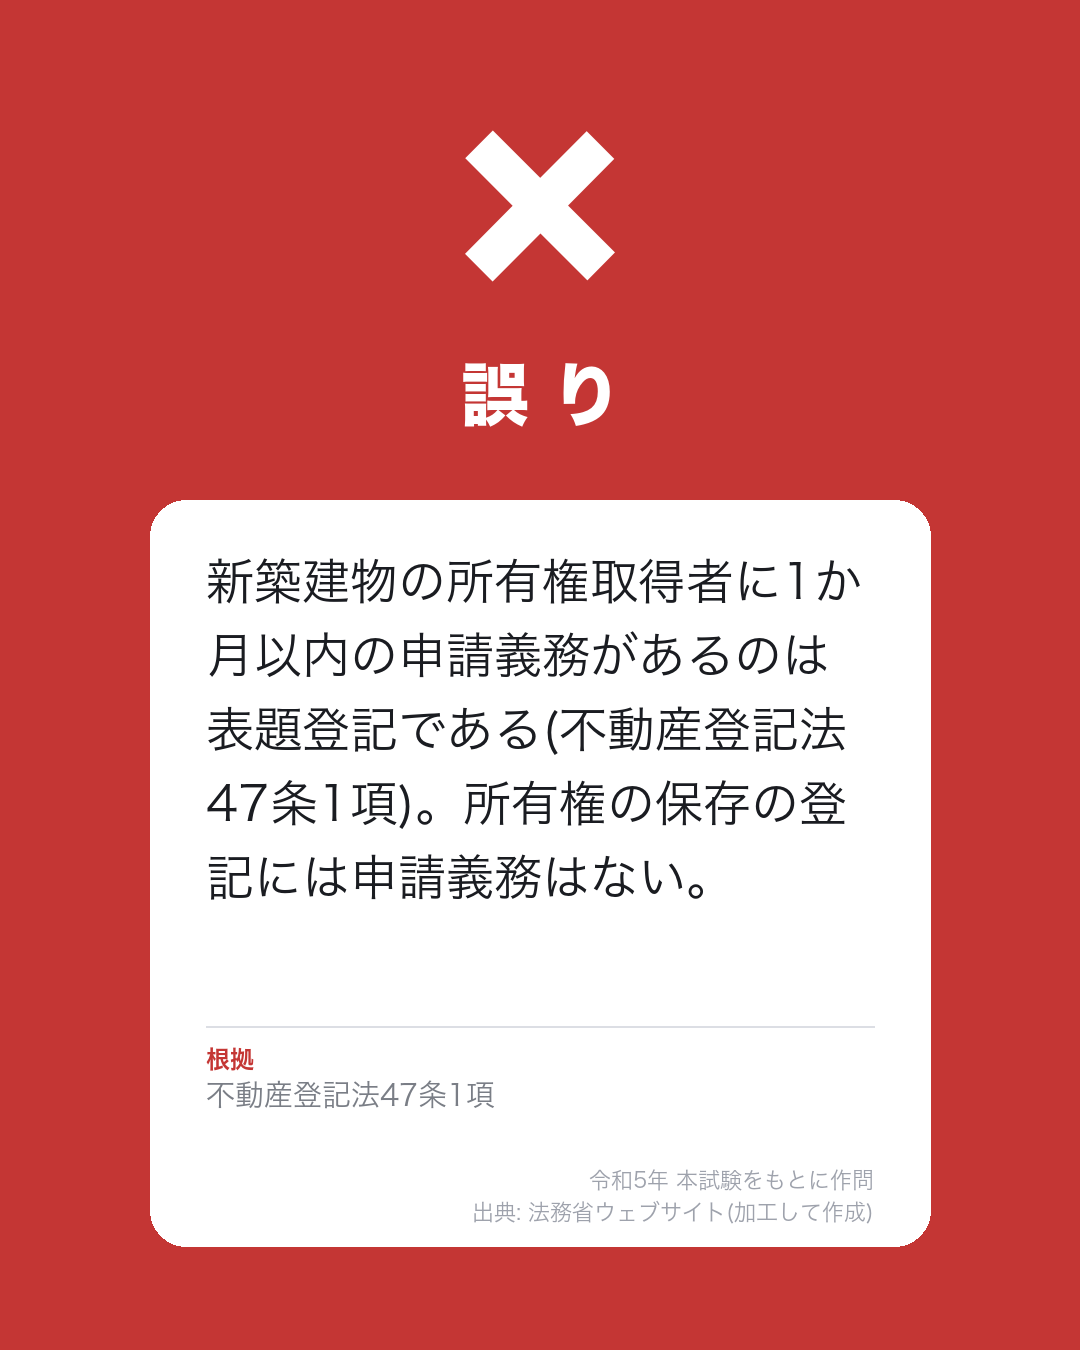 誤り
新築建物の所有権取得者に1か
月以内の申請義務があるのは
表題登記である(不動産登記法
47条1項)。所有権の保存の登
記には申請義務はない。
根拠
不動産登記法47条1項
令和5年 本試験をもとに作問
出典: 法務省ウェブサイト(加工して作成)